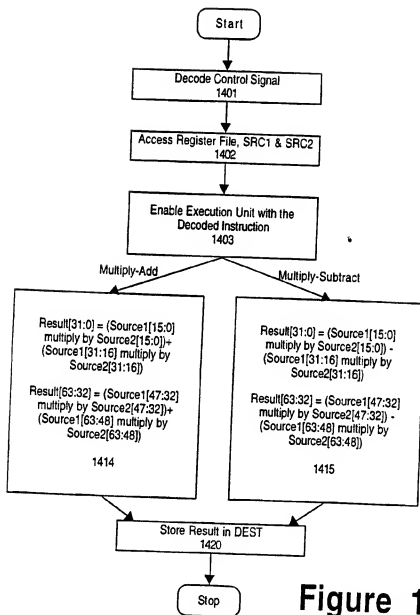 Start
Decode Control Signal
1401
Access Register File, SRC1 & SRC2
1402
Enable Execution Unit with the
Decoded Instruction
1403
Multiply-Add
Multiply-Subtract
Result[31:0] = (Source1[15:0]
multiply by Source2[15:0])+
(Source1[31:16] multiply by
Source2[31:16])
Result[63:32] = (Source1[47:32]
multiply by Source2[47:32])+
(Source1[63:48] multiply by
Source2[63:48])
1414
Result[31:0] = (Source1[15:0]
multiply by Source2[15:0]) -
(Source1[31:16] multiply by
Source2[31:16])
Result[63:32] = (Source1[47:32]
multiply by Source2[47:32]) -
(Source1[63:48] multiply by
Source2[63:48])
1415
Store Result in DEST
1420
Stop
Figure